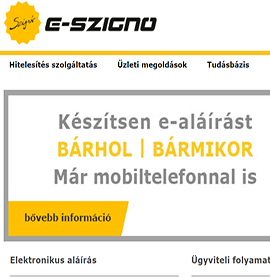 Szignó E-SZIGNO
Hitelesítés szolgáltatás Üzleti megoldások Tudásbázis
Készítsen e-aláírást
BÁRHOL | BÁRMIKOR
Már mobiltelefonnal is
bővebb információ
Elektronikus aláírás Ügyviteli folyamat